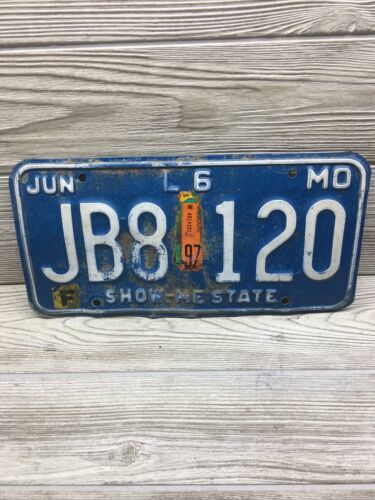 JUN L6 MO
JB8 120
97
F
SHOW-ME STATE